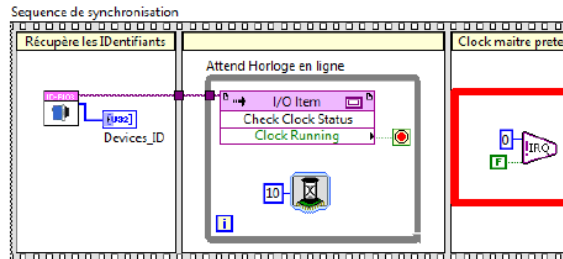 Sequence de synchronisation
Récupère les IDentifiants
Clock maitre prete
Attend Horloge en ligne
I/O Item
Check Clock Status
Clock Running
[U32]
Devices_ID
10
i
0
F
!IRQ